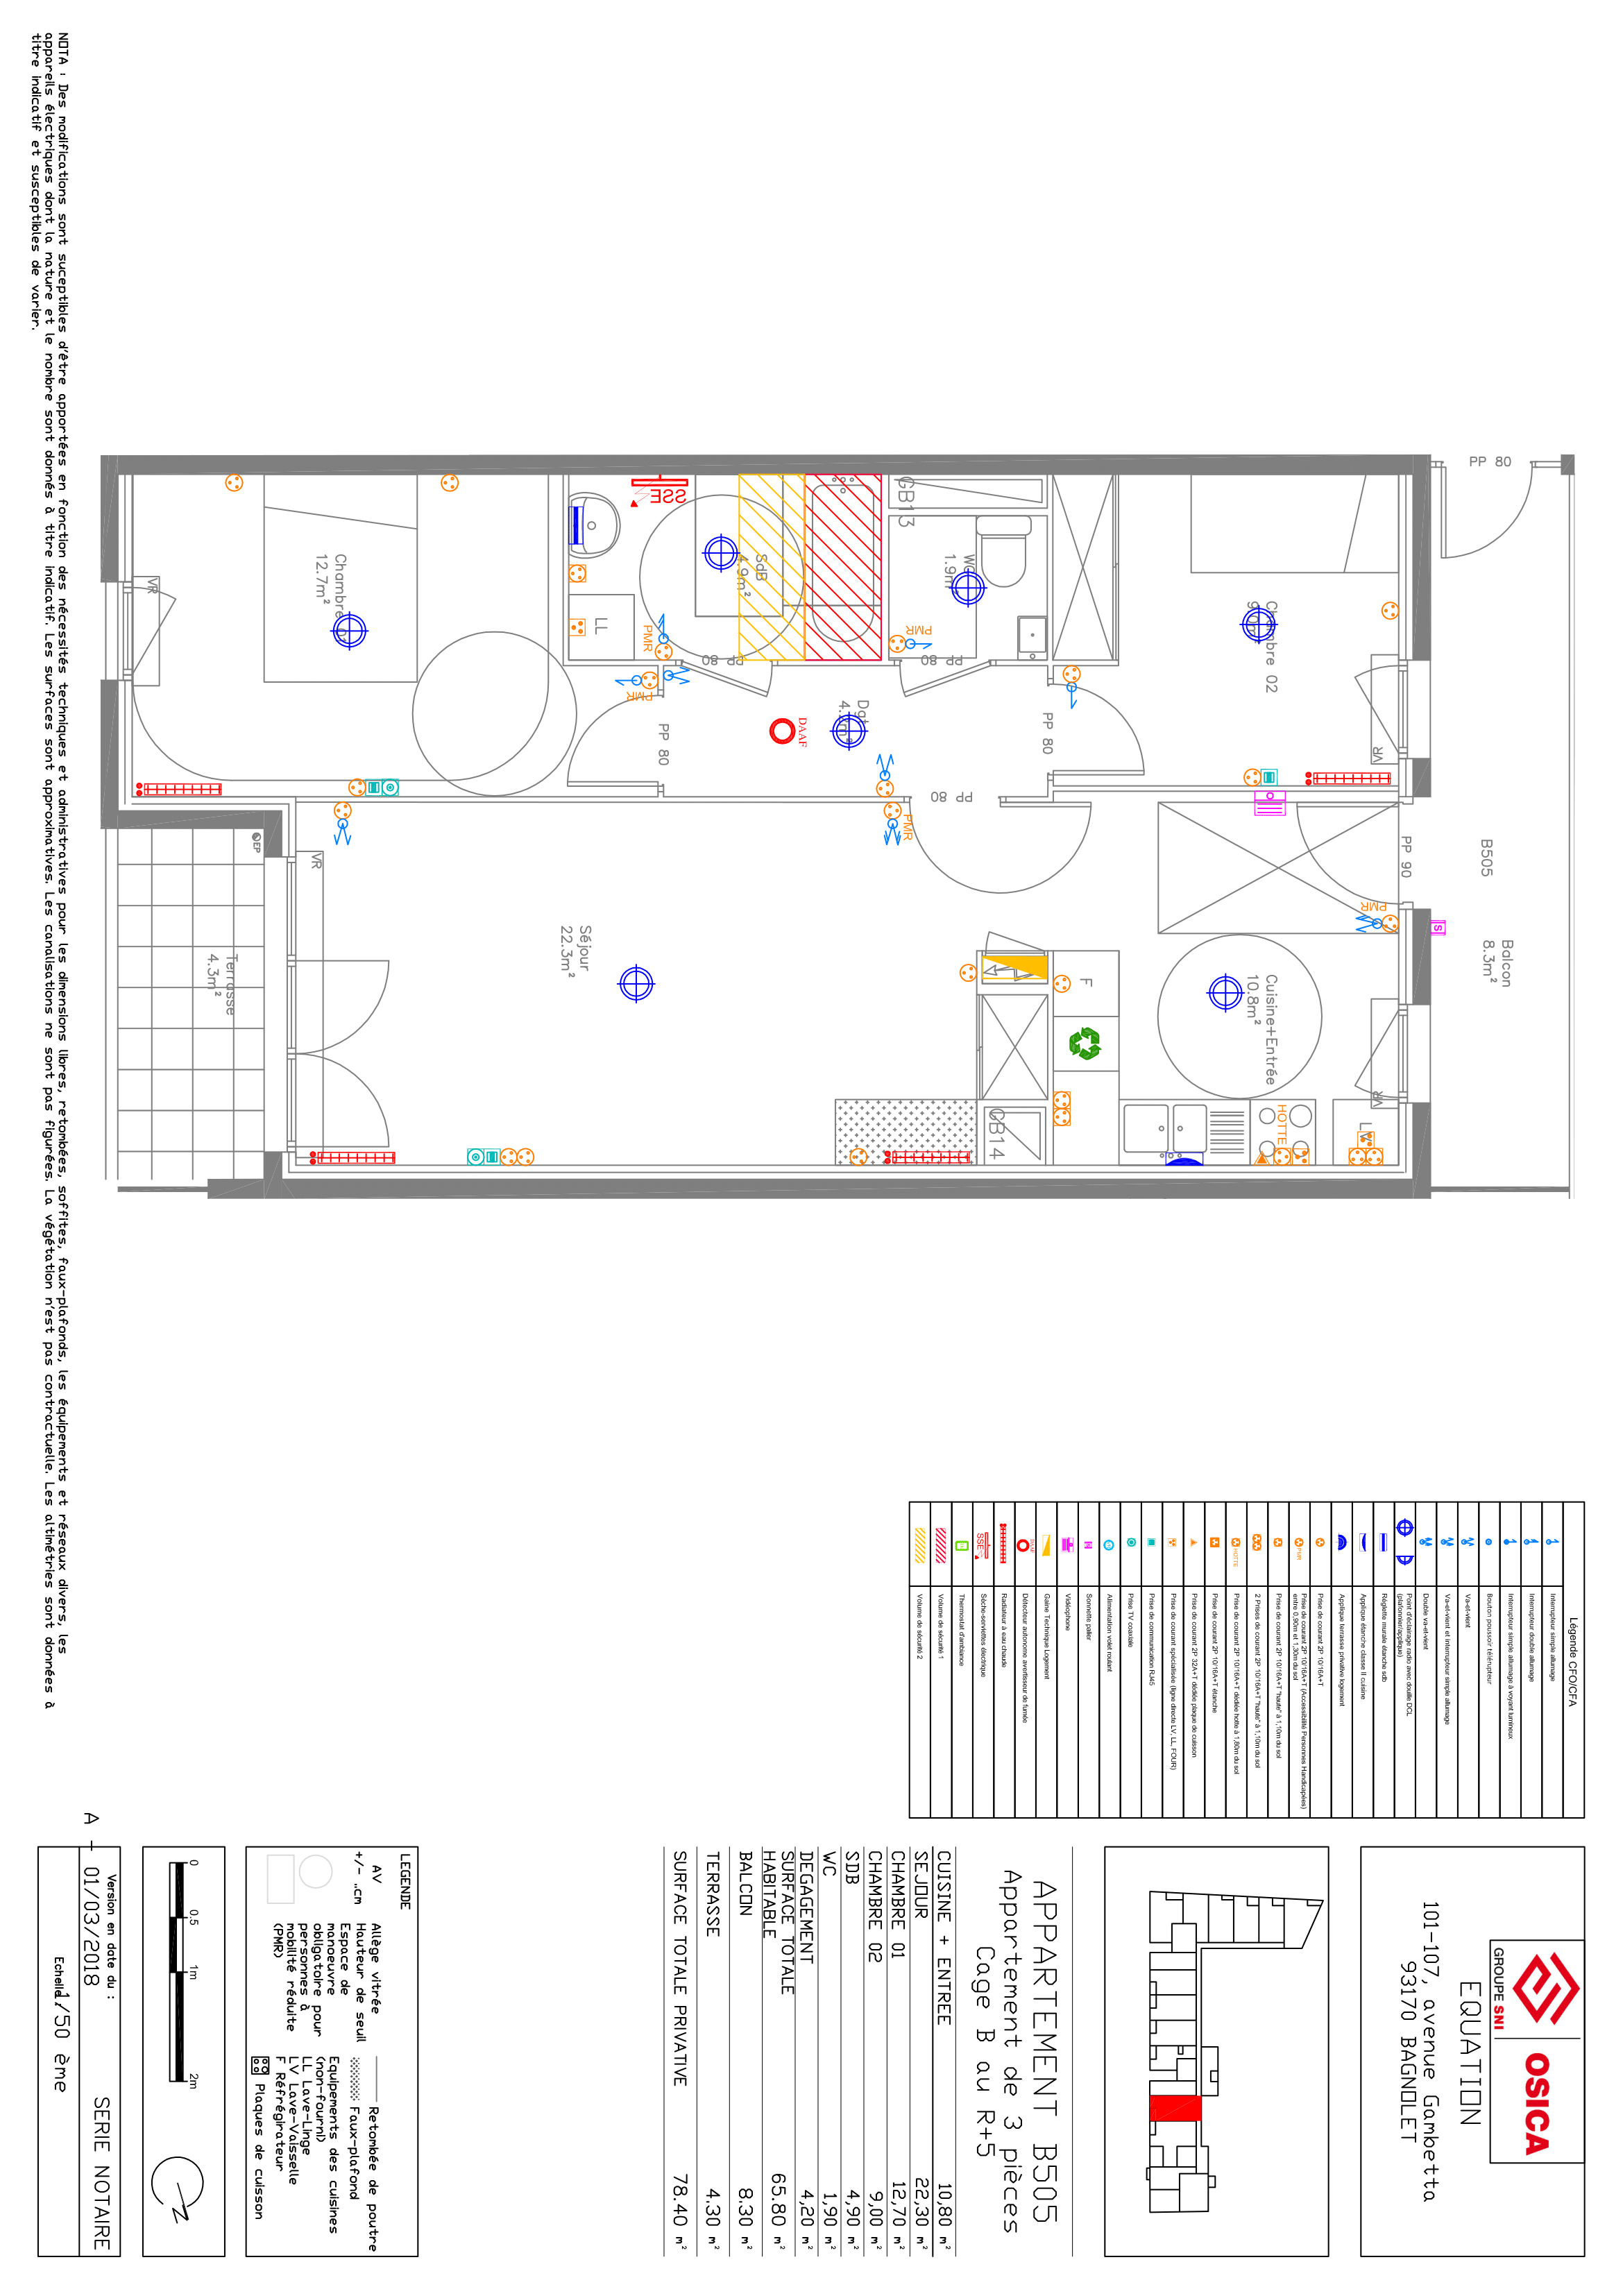 GROUPE SNI
OSICA
EQUATION
101-107, avenue Gambetta
93170 BAGNOLET
APPARTEMENT B505
Appartement de 3 pièces
Cage B au R+5
CUISINE + ENTREE 10,80 m²
SEJOUR 22,30 m²
CHAMBRE 01 12,70 m²
CHAMBRE 02 9,00 m²
SDB 4,90 m²
WC 1,90 m²
DEGAGEMENT 4,20 m²
SURFACE TOTALE
HABITABLE 65.80 m²
BALCON 8.30 m²
TERRASSE 4.30 m²
SURFACE TOTALE PRIVATIVE 78.40 m²
LEGENDE
AV Allège vitrée
+/- ..cm Hauteur de seuil
Espace de
manoeuvre
obligatoire pour
personnes à
mobilité réduite
(PMR)
Retombée de poutre
Faux-plafond
Equipements des cuisines
(non-fourni)
LL Lave-Linge
LV Lave-Vaisselle
F Réfrigirateur
Plaques de cuisson
0 0.5 1m 2m
N
A -
Version en date du :
01/03/2018
SERIE NOTAIRE
Echelle
1/50 ème
Légende CFO/CFA
Interrupteur simple allumage
Interrupteur double allumage
Interrupteur simple allumage à voyant lumineux
Bouton poussoir télérupteur
Va-et-vient
Va-et-vient et interrupteur simple allumage
Double va-et-vient
Point d'éclairage radio avec douille DCL
(plafonnier/applique)
Réglette murale étanche sdb
Applique étanche classe II cuisine
Applique terrasse privative logement
Prise de courant 2P 10/16A+T
PMR
Prise de courant 2P 10/16A+T (Accessibilité Personnes Handicapées)
entre 0,90m et 1,30m du sol
Prise de courant 2P 10/16A+T "haute" à 1,10m du sol
2 Prises de courant 2P 10/16A+T "haute" à 1,10m du sol
HOTTE
Prise de courant 2P 10/16A+T dédiée hotte à 1,80m du sol
Prise de courant 2P 10/16A+T étanche
Prise de courant 2P 32A+T dédiée plaque de cuisson
Prise de courant spécialisée (ligne directe LV, LL, FOUR)
Prise de communication RJ45
Prise TV coaxiale
Alimentation volet roulant
Sonnette palier
Vidéophone
Gaine Technique Logement
DAAF
Détecteur autonome avertisseur de fumée
Radiateur à eau chaude
SSE
Sèche-serviettes électrique
Thermostat d'ambiance
Volume de sécurité 1
Volume de sécurité 2
PP 80
B505
Balcon
8.3m²
PP 90
S
Chambre 02
VR
PMR
Cuisine+Entrée
10.8m²
VR
HOTTE
LV
F
GB13
WC
1.9m²
PMR
PP 80
PP 80
GB14
SdB
4.9m²
SSE
LL
PMR
PP 80
PMR
PP 80
Dgt
DAAF
PP 80
PMR
Séjour
22.3m²
Chambre 01
12.7m²
VR
VR
EP
Terrasse
4.3m²
NOTA : Des modifications sont suceptibles d'être apportées en fonction des nécessités techniques et administratives pour les dimensions libres, retombées, soffites, faux-plafonds, les équipements et réseaux divers, les
appareils électriques dont la nature et le nombre sont donnés à titre indicatif. Les surfaces sont approximatives. Les canalisations ne sont pas figurées. La végétation n'est pas contractuelle. Les altimétries sont données à
titre indicatif et susceptibles de varier.